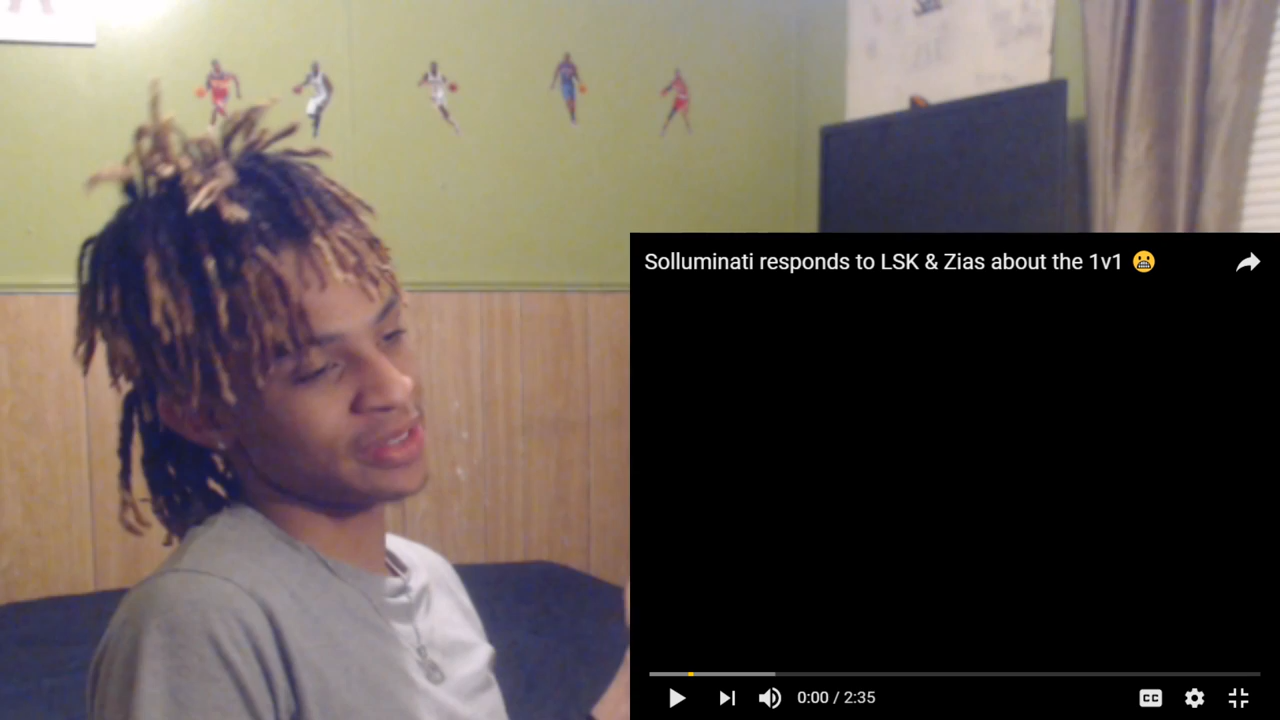 Solluminati responds to LSK & Zias about the 1v1 😬
0:00 / 2:35
CC